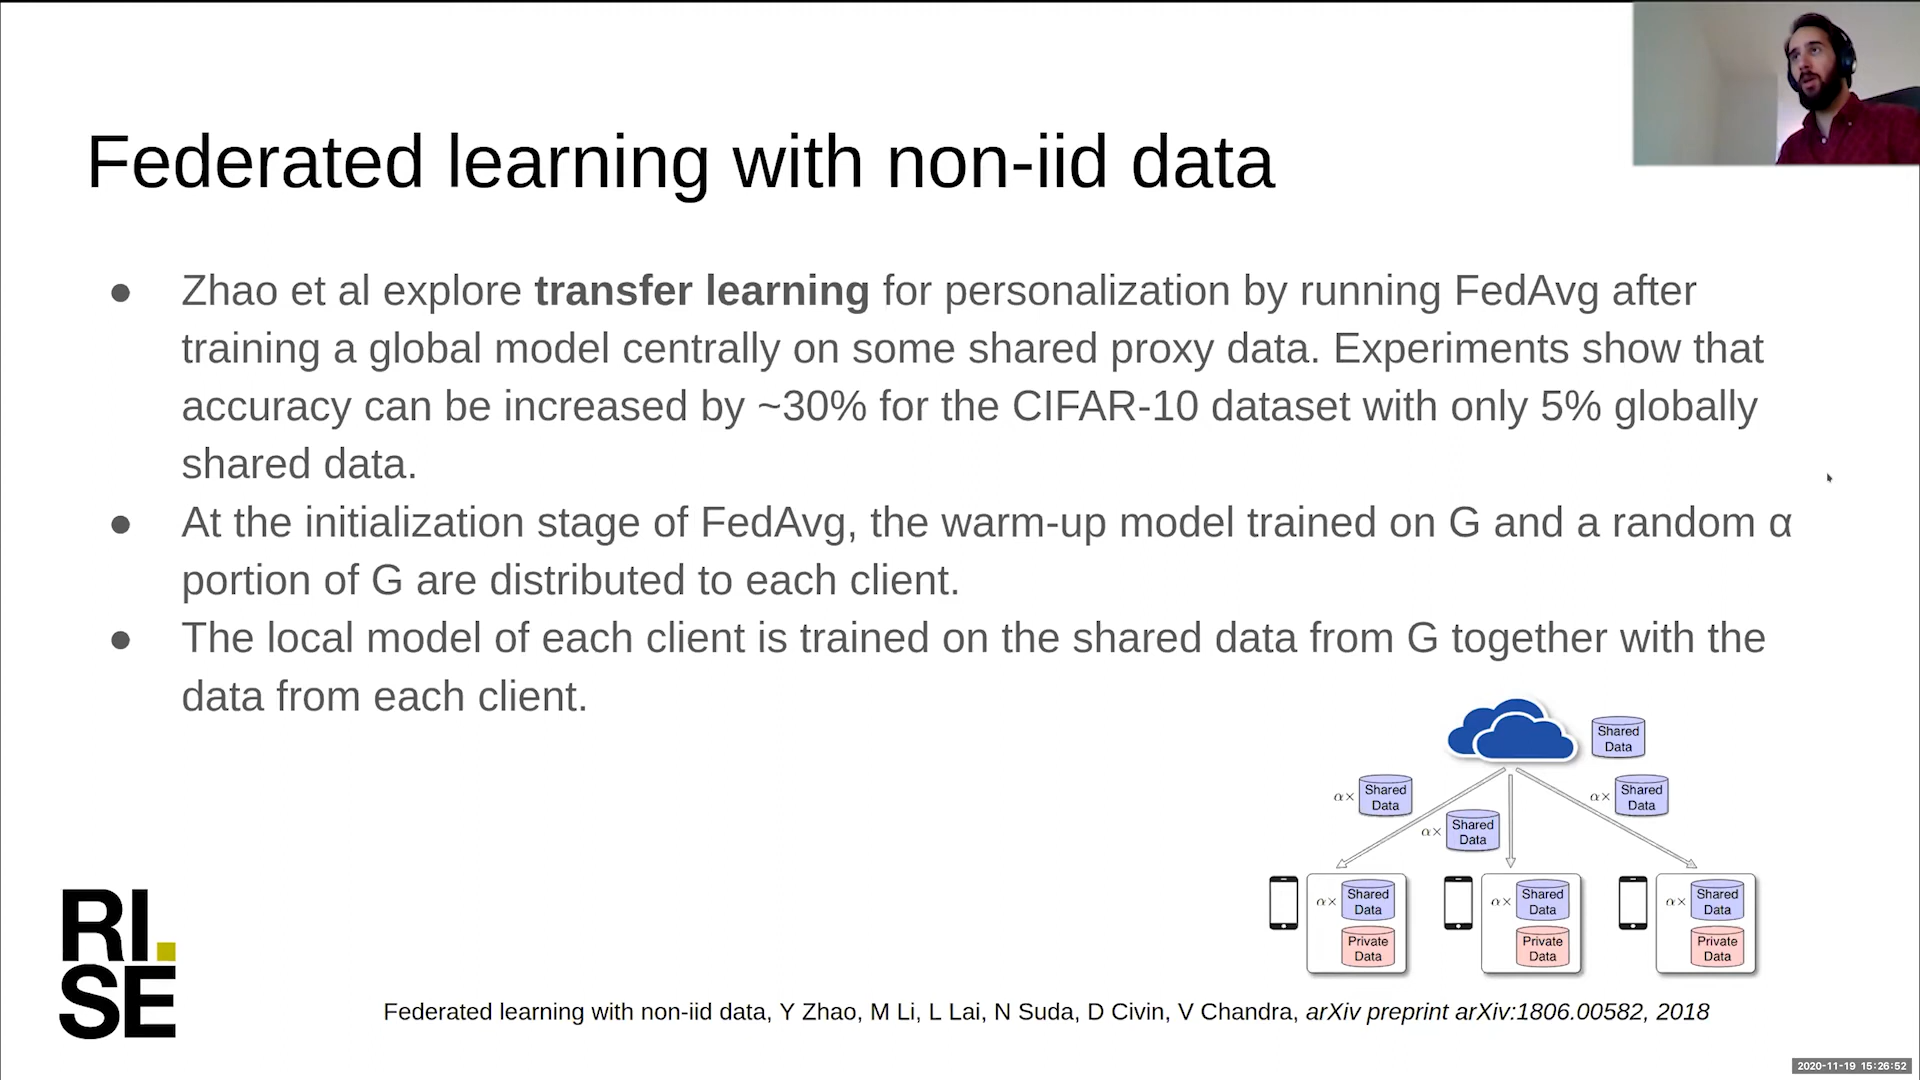 Federated learning with non-iid data
● Zhao et al explore transfer learning for personalization by running FedAvg after
training a global model centrally on some shared proxy data. Experiments show that
accuracy can be increased by ~30% for the CIFAR-10 dataset with only 5% globally
shared data.
● At the initialization stage of FedAvg, the warm-up model trained on G and a random α
portion of G are distributed to each client.
● The local model of each client is trained on the shared data from G together with the
data from each client.
Shared
Data
α×
Shared
Data
α×
Shared
Data
α×
Shared
Data
α×
Shared
Data
Private
Data
α×
Shared
Data
Private
Data
α×
Shared
Data
Private
Data
RI.
SE
Federated learning with non-iid data, Y Zhao, M Li, L Lai, N Suda, D Civin, V Chandra, arXiv preprint arXiv:1806.00582, 2018
2020-11-19 15:26:52